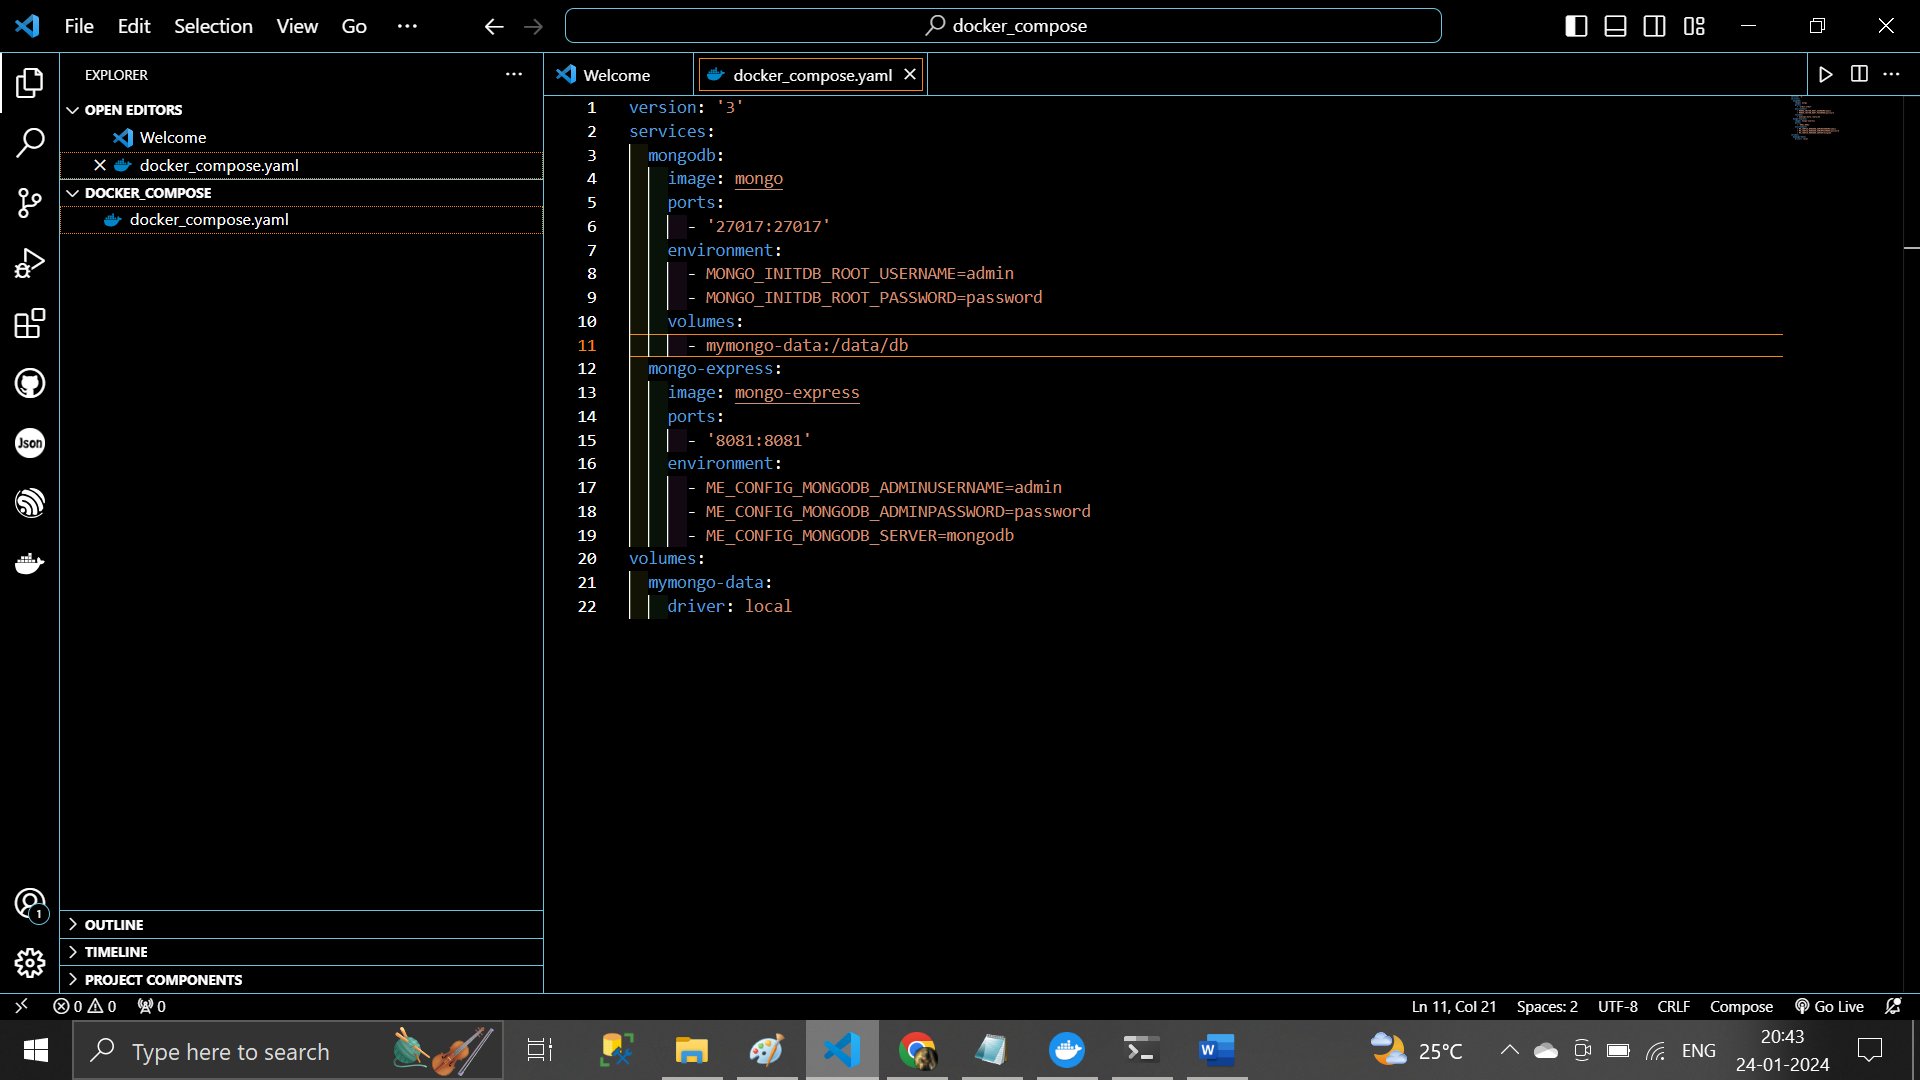 File Edit Selection View Go ···
docker_compose
EXPLORER
OPEN EDITORS
Welcome
docker_compose.yaml
DOCKER_COMPOSE
docker_compose.yaml
OUTLINE
TIMELINE
PROJECT COMPONENTS
Json
1
Welcome
docker_compose.yaml
1 version: '3'
2 services:
3 mongodb:
4 image: mongo
5 ports:
6 - '27017:27017'
7 environment:
8 - MONGO_INITDB_ROOT_USERNAME=admin
9 - MONGO_INITDB_ROOT_PASSWORD=password
10 volumes:
11 - mymongo-data:/data/db
12 mongo-express:
13 image: mongo-express
14 ports:
15 - '8081:8081'
16 environment:
17 - ME_CONFIG_MONGODB_ADMINUSERNAME=admin
18 - ME_CONFIG_MONGODB_ADMINPASSWORD=password
19 - ME_CONFIG_MONGODB_SERVER=mongodb
20 volumes:
21 mymongo-data:
22 driver: local
0 0 0
Ln 11, Col 21 Spaces: 2 UTF-8 CRLF Compose Go Live
Type here to search
W
25°C
ENG
20:43
24-01-2024